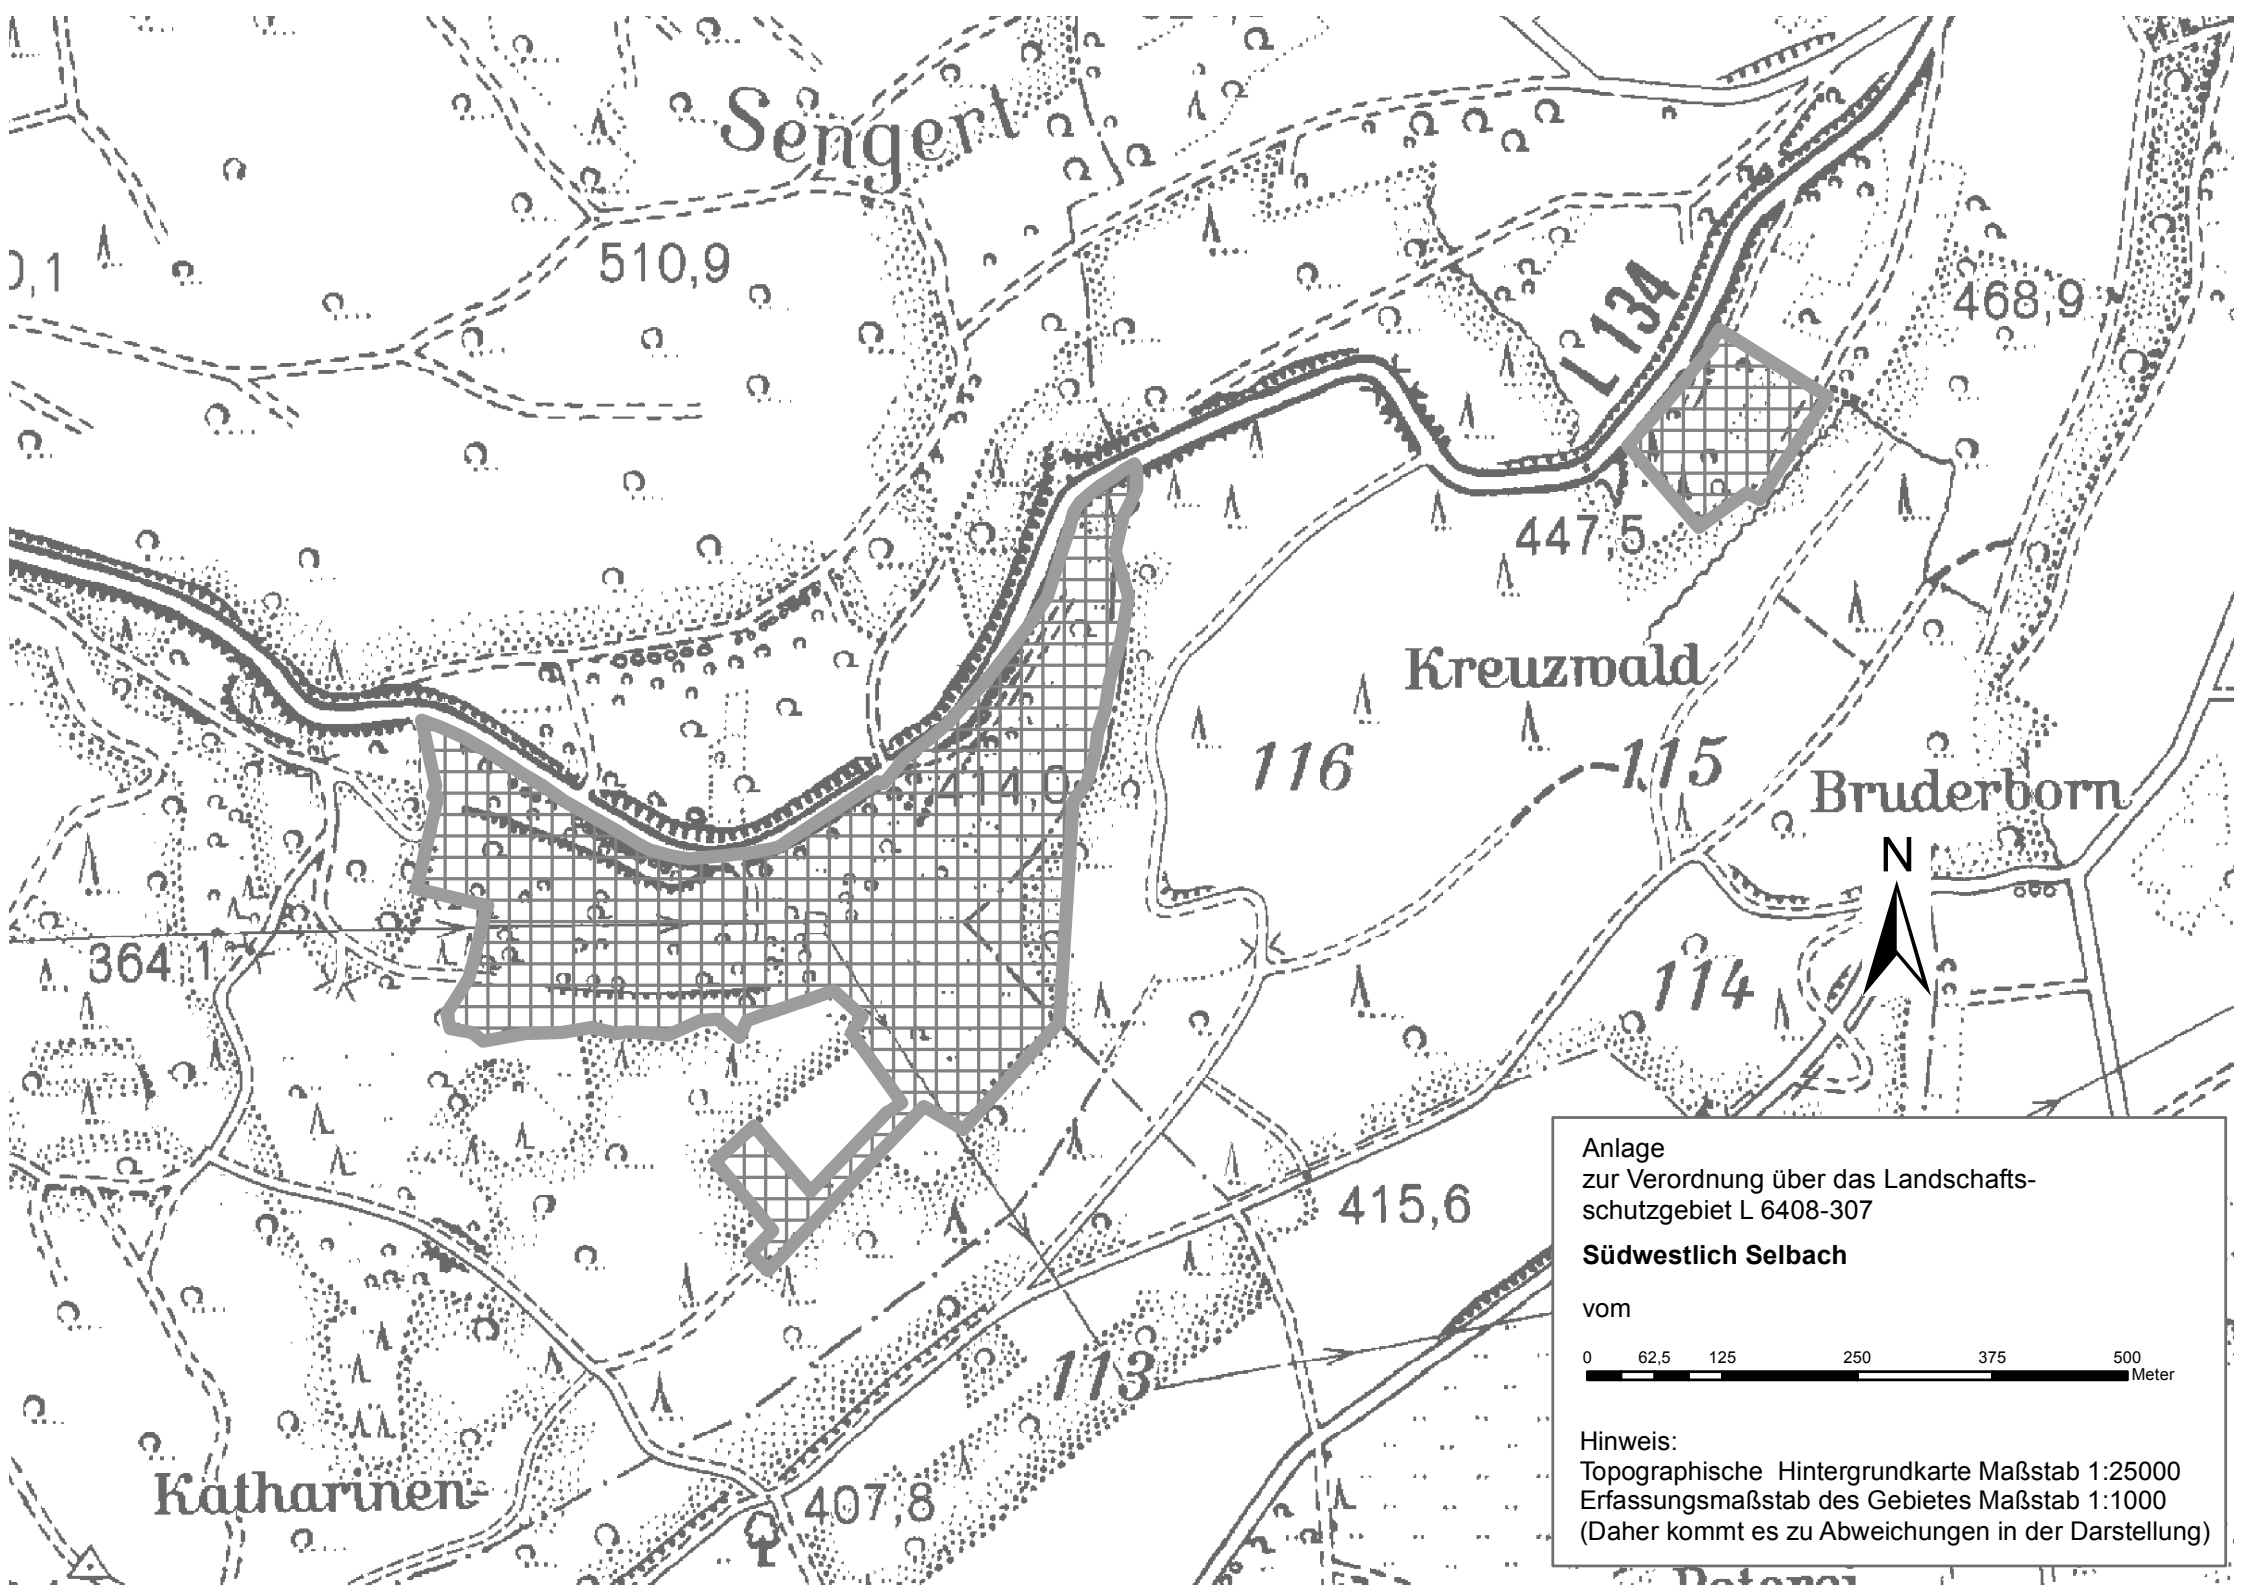 Sengert
510,9
0,1
L 134
468,9
447,5
Kreuzwald
116
115
Bruderborn
N
364,1
114
415,6
113
Katharinen-
407,8
Anlage
zur Verordnung über das Landschafts-
schutzgebiet L 6408-307
Südwestlich Selbach
vom
0 62,5 125 250 375 500
Meter
Hinweis:
Topographische Hintergrundkarte Maßstab 1:25000
Erfassungsmaßstab des Gebietes Maßstab 1:1000
(Daher kommt es zu Abweichungen in der Darstellung)